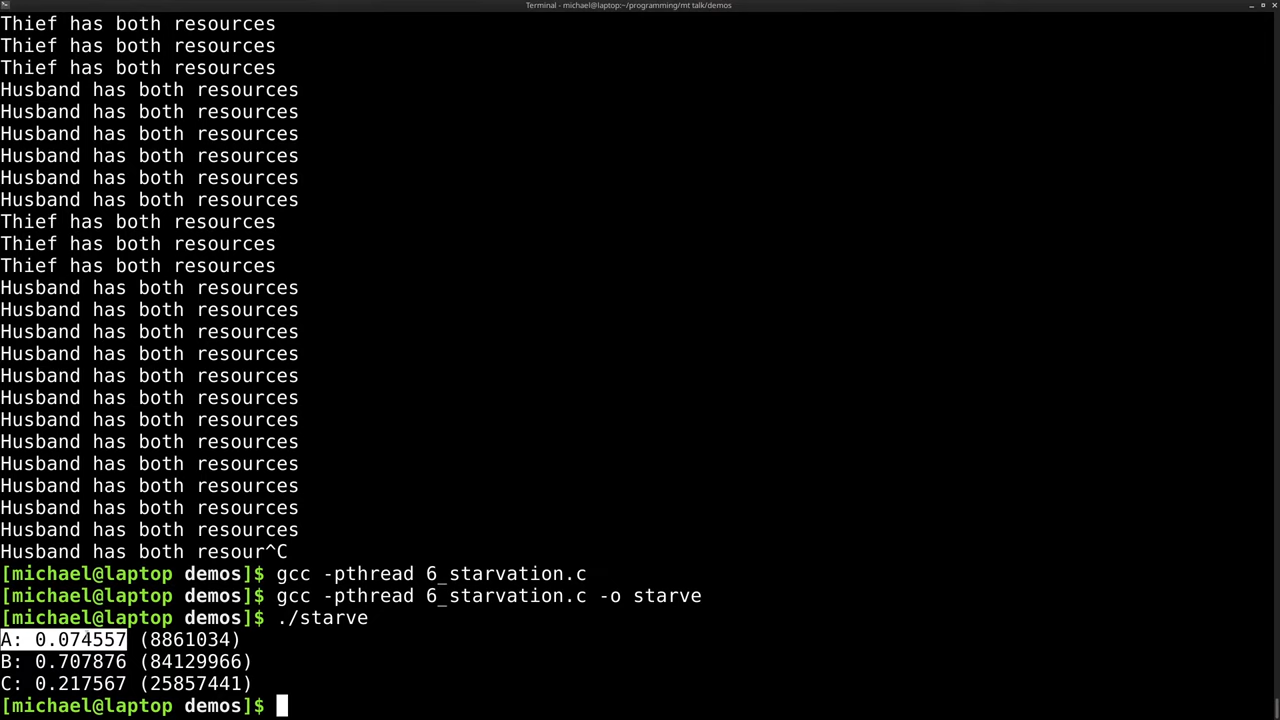 Terminal - michael@laptop:~/programming/mt talk/demos
Thief has both resources
Thief has both resources
Thief has both resources
Husband has both resources
Husband has both resources
Husband has both resources
Husband has both resources
Husband has both resources
Husband has both resources
Thief has both resources
Thief has both resources
Thief has both resources
Husband has both resources
Husband has both resources
Husband has both resources
Husband has both resources
Husband has both resources
Husband has both resources
Husband has both resources
Husband has both resources
Husband has both resources
Husband has both resources
Husband has both resources
Husband has both resources
Husband has both resour^C
[michael@laptop demos]$ gcc -pthread 6_starvation.c
[michael@laptop demos]$ gcc -pthread 6_starvation.c -o starve
[michael@laptop demos]$ ./starve
A: 0.074557 (8861034)
B: 0.707876 (84129966)
C: 0.217567 (25857441)
[michael@laptop demos]$